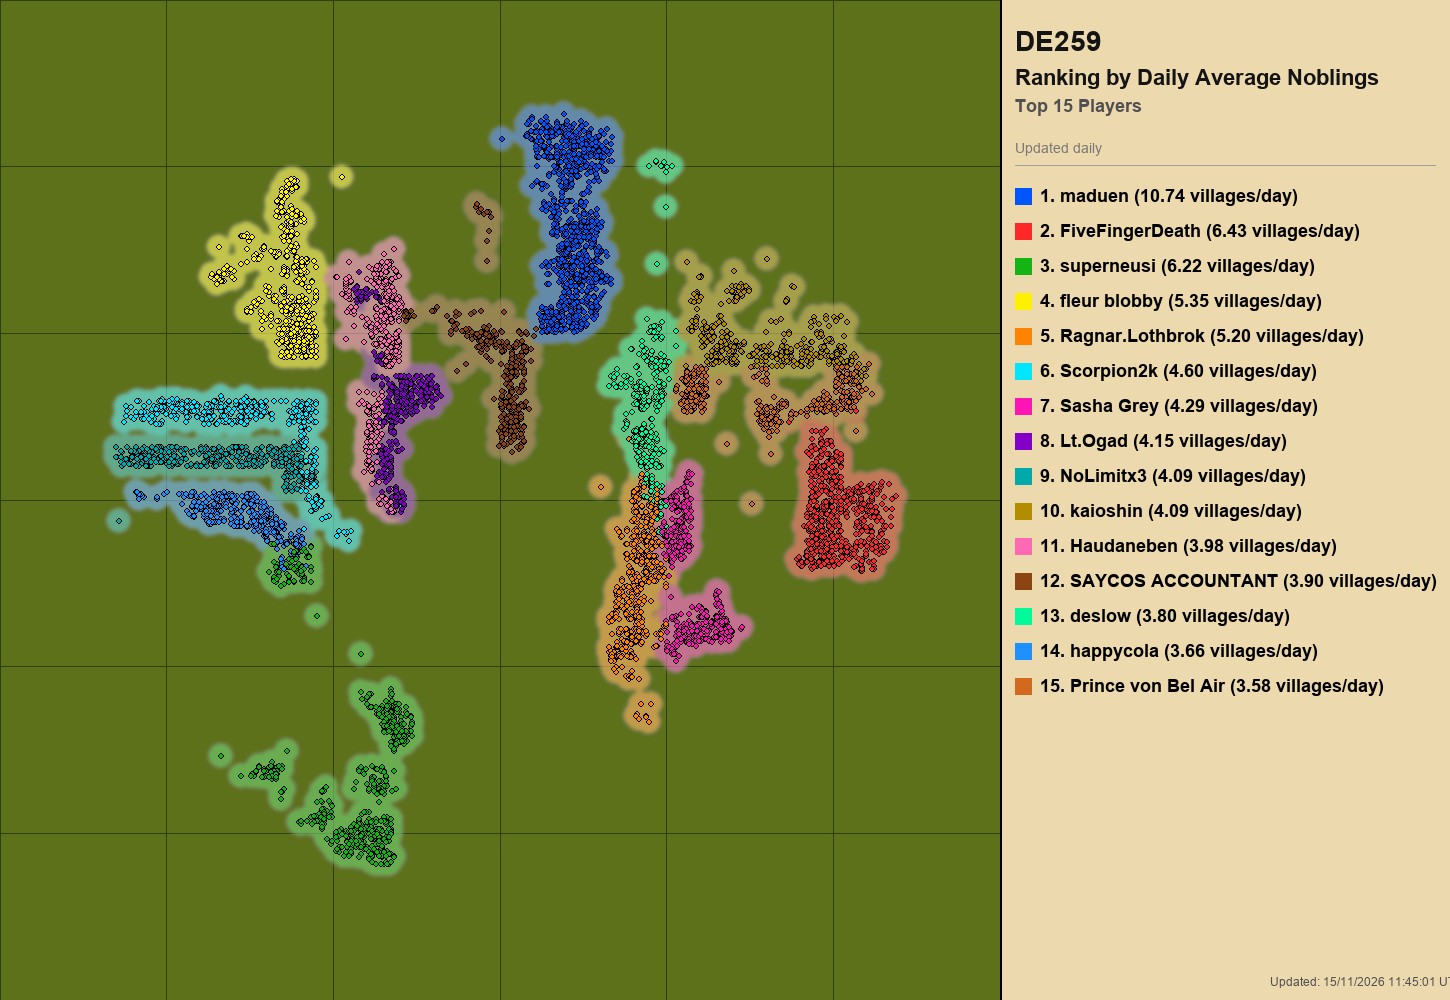 DE259
Ranking by Daily Average Noblings
Top 15 Players
Updated daily
1. maduen (10.74 villages/day)
2. FiveFingerDeath (6.43 villages/day)
3. superneusi (6.22 villages/day)
4. fleur blobby (5.35 villages/day)
5. Ragnar.Lothbrok (5.20 villages/day)
6. Scorpion2k (4.60 villages/day)
7. Sasha Grey (4.29 villages/day)
8. Lt.Ogad (4.15 villages/day)
9. NoLimitx3 (4.09 villages/day)
10. kaioshin (4.09 villages/day)
11. Haudaneben (3.98 villages/day)
12. SAYCOS ACCOUNTANT (3.90 villages/day)
13. deslow (3.80 villages/day)
14. happycola (3.66 villages/day)
15. Prince von Bel Air (3.58 villages/day)
Updated: 15/11/2026 11:45:01 U